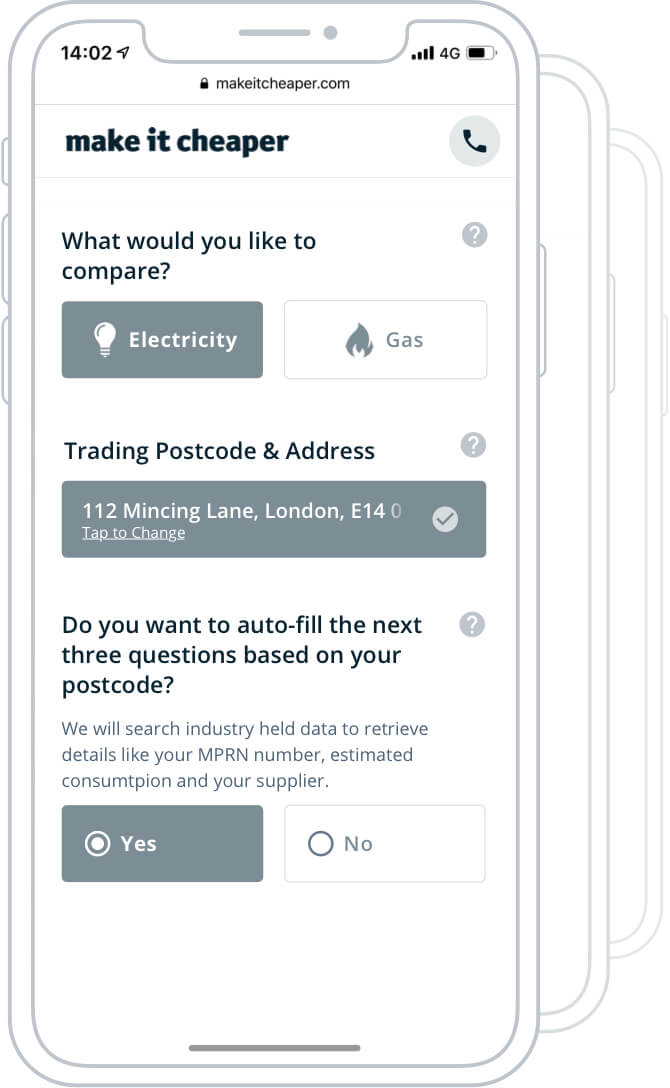 14:02 4G
makeitcheaper.com
make it cheaper
What would you like to
compare?
Electricity Gas
Trading Postcode & Address
112 Mincing Lane, London, E14 0
Tap to Change
Do you want to auto-fill the next
three questions based on your
postcode?
We will search industry held data to retrieve
details like your MPRN number, estimated
consumtpion and your supplier.
Yes No